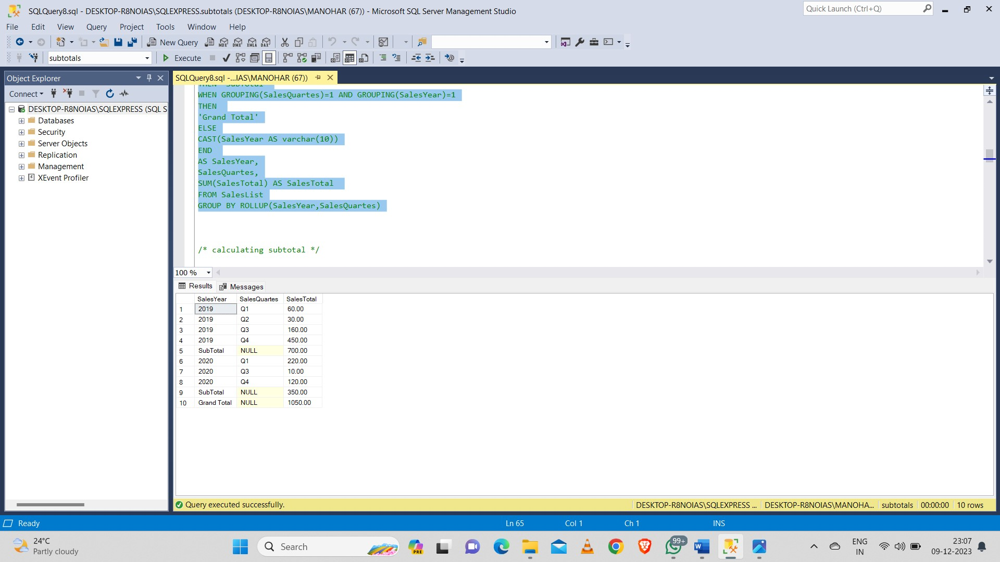 SQLQuery8.sql - DESKTOP-R8NOIAS\SQLEXPRESS.subtotals (DESKTOP-R8NOIAS\MANOHAR (67)) - Microsoft SQL Server Management Studio
Quick Launch (Ctrl+Q)
File Edit View Query Project Tools Window Help
New Query MDX DMX XMLA DAX
subtotals Execute
Object Explorer
Connect
DESKTOP-R8NOIAS\SQLEXPRESS (SQL S
Databases
Security
Server Objects
Replication
Management
XEvent Profiler
SQLQuery8.sql -...IAS\MANOHAR (67))
WHEN GROUPING(SalesQuartes)=1 AND GROUPING(SalesYear)=1
THEN
'Grand Total'
ELSE
CAST(SalesYear AS varchar(10))
END
AS SalesYear,
SalesQuartes,
SUM(SalesTotal) AS SalesTotal
FROM SalesList
GROUP BY ROLLUP(SalesYear,SalesQuartes)
/* calculating subtotal */
100 %
Results Messages
SalesYear SalesQuartes SalesTotal
1 2019 Q1 60.00
2 2019 Q2 30.00
3 2019 Q3 160.00
4 2019 Q4 450.00
5 SubTotal NULL 700.00
6 2020 Q1 220.00
7 2020 Q3 10.00
8 2020 Q4 120.00
9 SubTotal NULL 350.00
10 Grand Total NULL 1050.00
Query executed successfully.
DESKTOP-R8NOIAS\SQLEXPRESS ... DESKTOP-R8NOIAS\MANOHA... subtotals 00:00:00 10 rows
Ready Ln 65 Col 1 Ch 1 INS
24°C
Partly cloudy
Search
PRE
99+
ENG
IN
23:07
09-12-2023